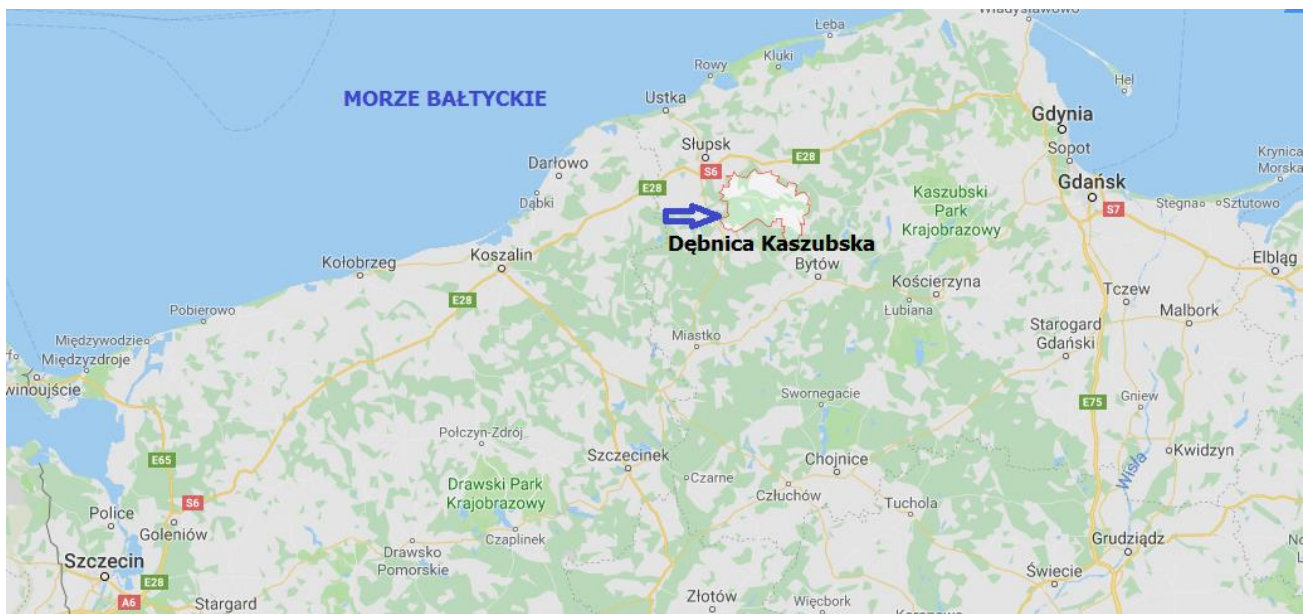 Władysławowo
Łeba
Kluki
Rowy
Hel
MORZE BAŁTYCKIE
Ustka
Gdynia
Słupsk
Sopot
Krynica
Morska
E28
Darłowo
S6
Gdańsk
E28
Kaszubski
Park
Krajobrazowy
S7
Stegna
Sztutowo
Dąbki
Dębnica Kaszubska
Koszalin
Bytów
Elbląg
Kołobrzeg
Kościerzyna
Tczew
E28
Lubiana
Malbork
Pobierowo
Starogard
Gdański
Międzywodzie
Miastko
Międzyzdroje
winoujście
Swornegacie
E75
Gniew
Połczyn-Zdrój
Kwidzyn
Szczecinek
Chojnice
E65
Drawski Park
Krajobrazowy
Czarne
Wisła
Człuchów
S6
Tuchola
Police
Goleniów
Czaplinek
Grudziądz
Drawsko
Pomorskie
Szczecin
Świecie
E28
Złotów
A6
Stargard
Więcbork